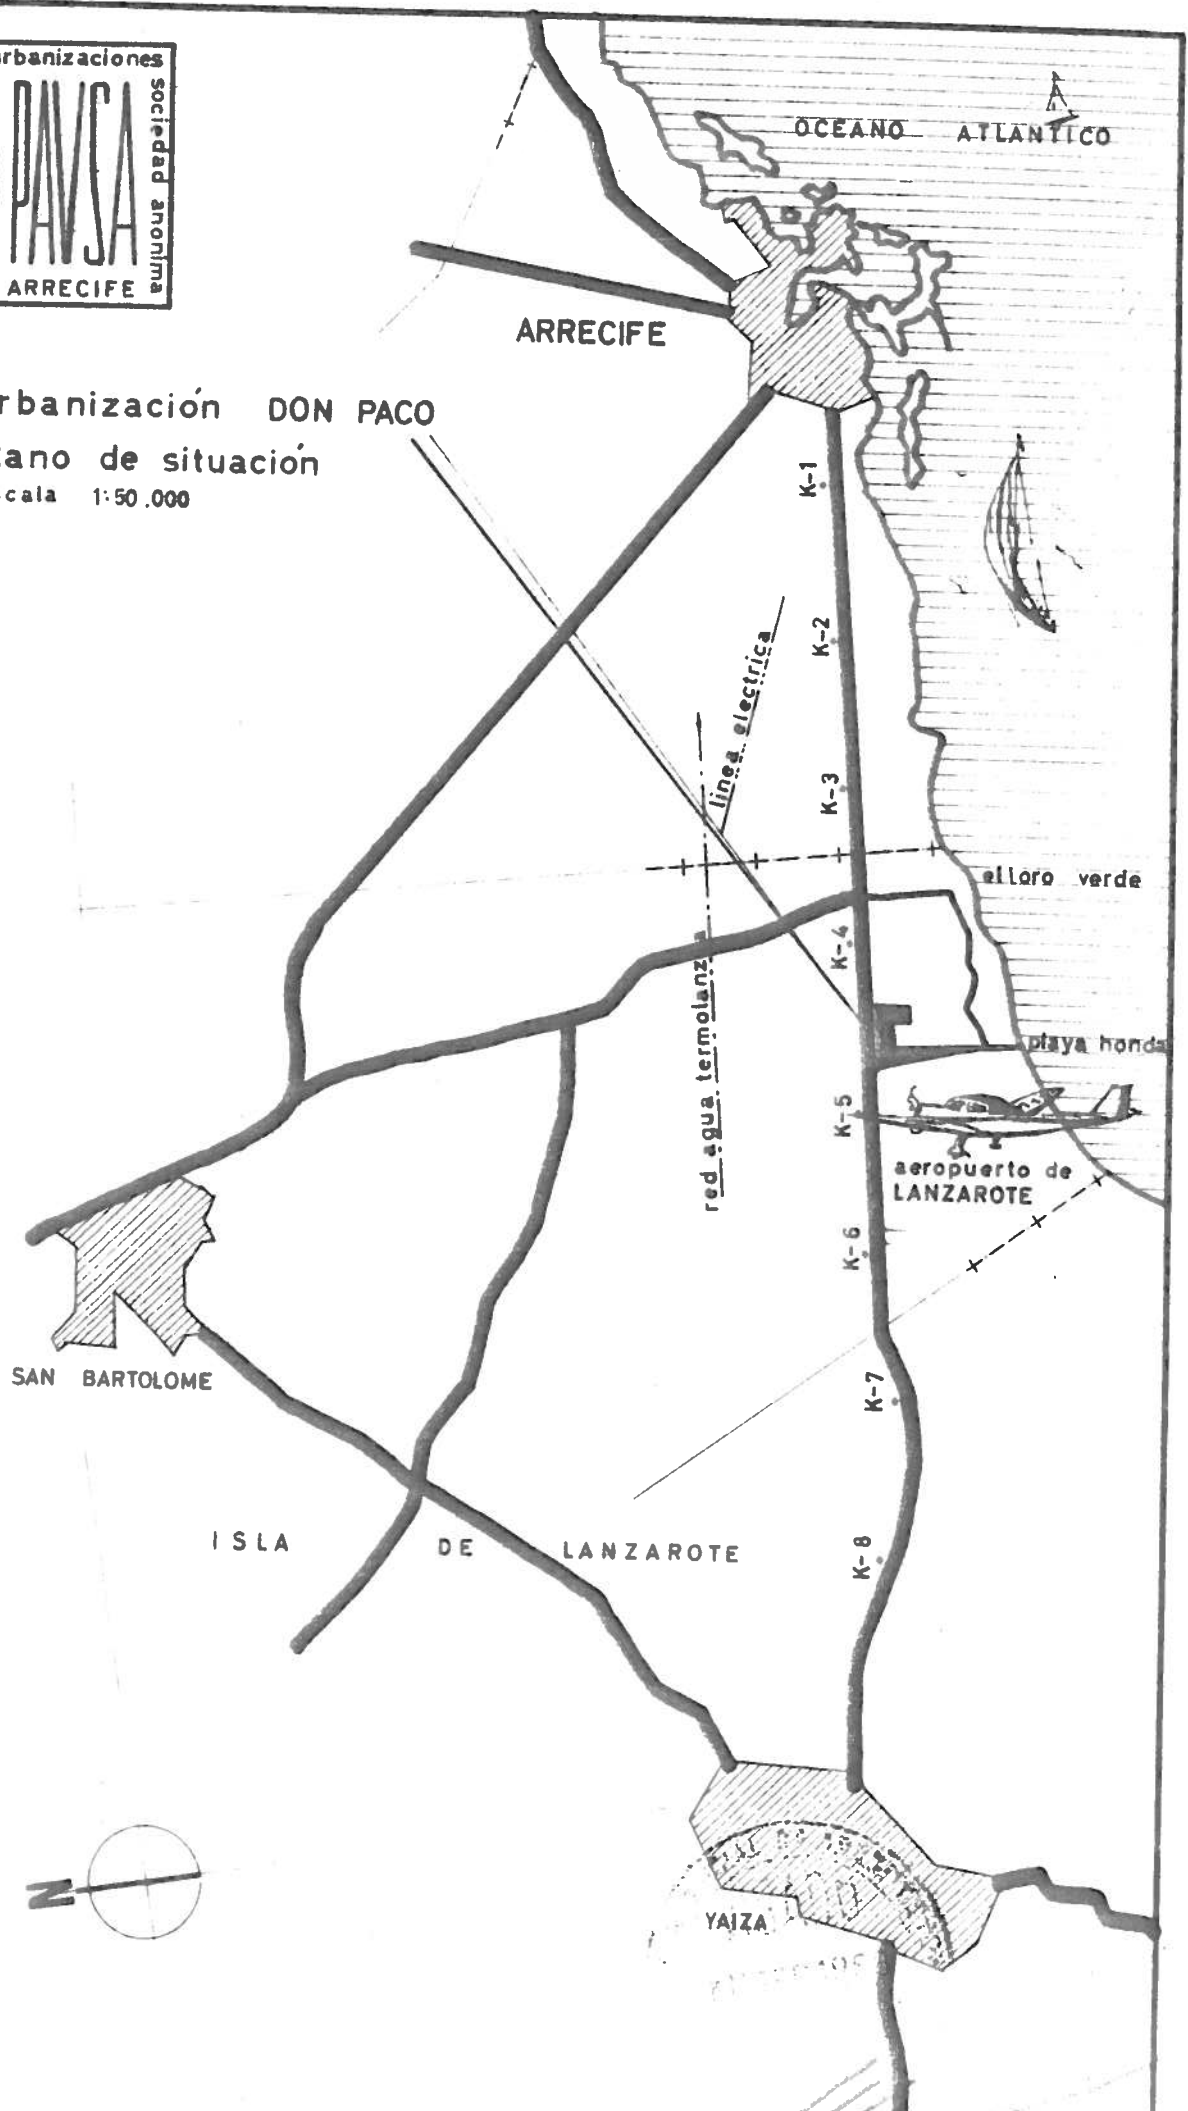 rbanizaciones
sociedad anonima
PAVSA
ARRECIFE
OCEANO ATLANTICO
ARRECIFE
rbanización DON PACO
ano de situación
cala 1:50.000
K-1
K-2
linea electrica
K-3
el loro verde
K-4
red agua termolanza
playa honda
K-5
aeropuerto de
LANZAROTE
K-6
SAN BARTOLOME
K-7
ISLA DE LANZAROTE
K-8
N
YAIZA